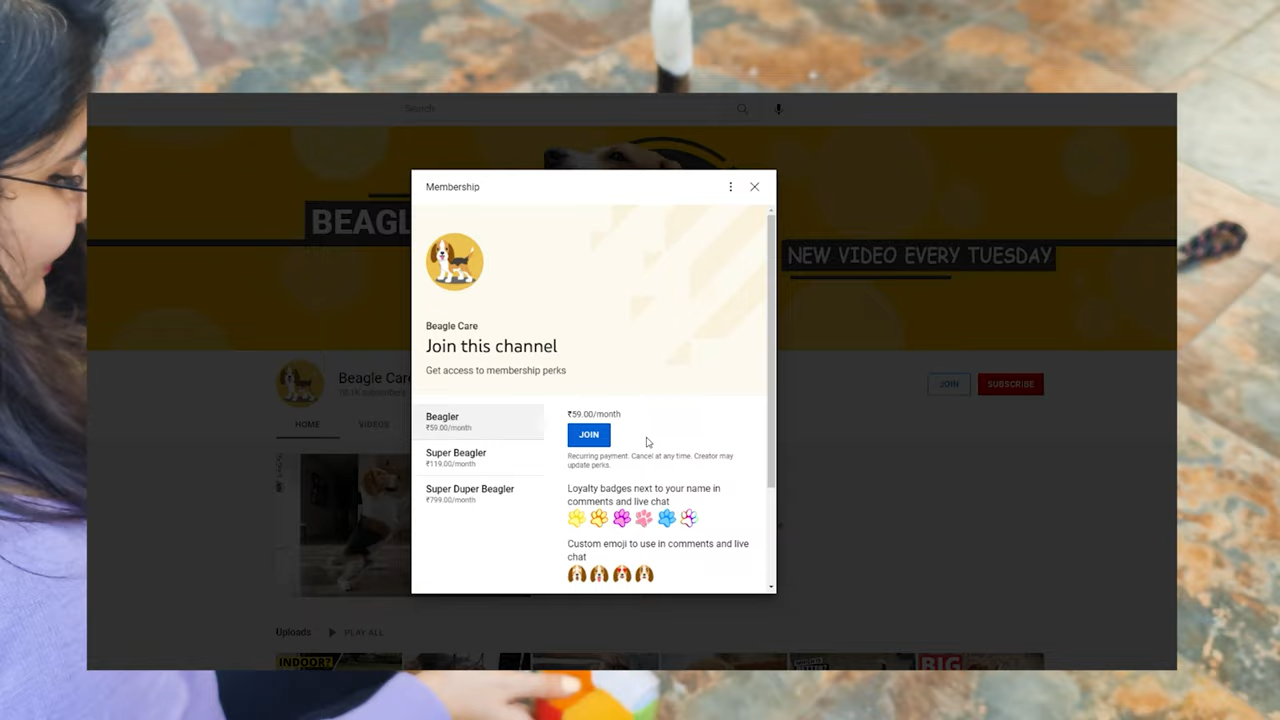 Search
BEAGL
NEW VIDEO EVERY TUESDAY
Membership
Beagle Care
Join this channel
Get access to membership perks
Beagler
₹59.00/month
Super Beagler
₹119.00/month
Super Duper Beagler
₹799.00/month
₹59.00/month
JOIN
Recurring payment. Cancel at any time. Creator may
update perks.
Loyalty badges next to your name in
comments and live chat
Custom emoji to use in comments and live
chat
Beagle Care
JOIN
SUBSCRIBE
HOME
VIDEOS
Uploads
PLAY ALL
INDOOR?
BIG